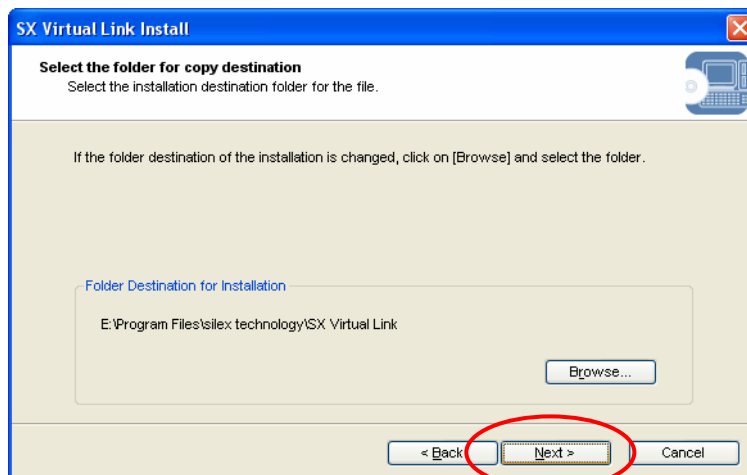 SX Virtual Link Install
Select the folder for copy destination
Select the installation destination folder for the file.
If the folder destination of the installation is changed, click on [Browse] and select the folder.
Folder Destination for Installation
E:\Program Files\silex technology\SX Virtual Link
Browse...
< Back
Next >
Cancel